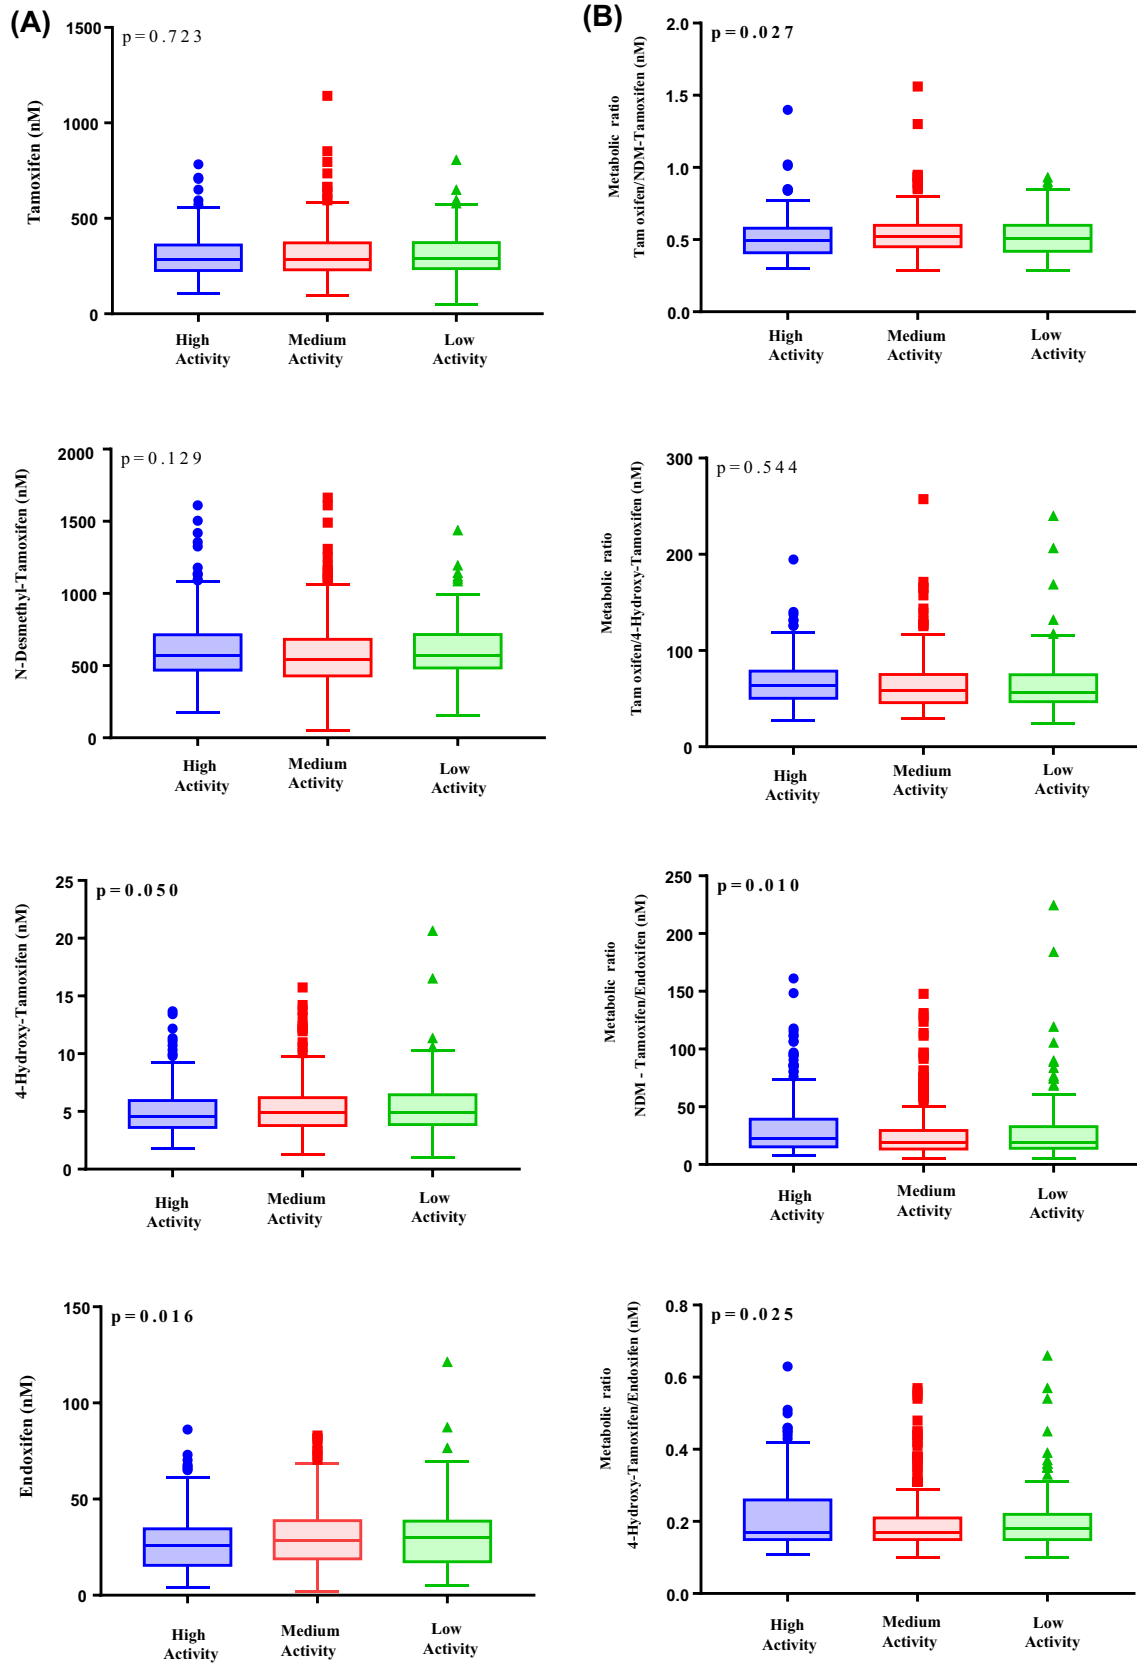 (A)
p=0.723
Tamoxifen (nM)
1500
1000
500
0
High
Activity
Medium
Activity
Low
Activity
(B)
p=0.027
Metabolic ratio
Tam oxifen/NDM-Tamoxifen (nM)
2.0
1.5
1.0
0.5
0.0
High
Activity
Medium
Activity
Low
Activity
p=0.129
N-Desmethyl-Tamoxifen (nM)
2000
1500
1000
500
0
High
Activity
Medium
Activity
Low
Activity
p=0.544
Metabolic ratio
Tam oxifen/4-Hydroxy-Tamoxifen (nM)
300
200
100
0
High
Activity
Medium
Activity
Low
Activity
p=0.050
4-Hydroxy-Tamoxifen (nM)
25
20
15
10
5
0
High
Activity
Medium
Activity
Low
Activity
p=0.010
Metabolic ratio
NDM - Tamoxifen/Endoxifen (nM)
250
200
150
100
50
0
High
Activity
Medium
Activity
Low
Activity
p=0.016
Endoxifen (nM)
150
100
50
0
High
Activity
Medium
Activity
Low
Activity
p=0.025
Metabolic ratio
4-Hydroxy-Tamoxifen/Endoxifen (nM)
0.8
0.6
0.4
0.2
0.0
High
Activity
Medium
Activity
Low
Activity